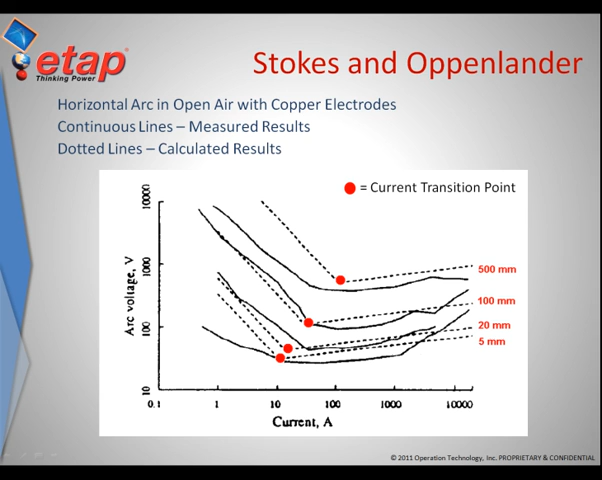 etap®
Thinking Power™
Stokes and Oppenlander
Horizontal Arc in Open Air with Copper Electrodes
Continuous Lines – Measured Results
Dotted Lines – Calculated Results
= Current Transition Point
10000
1000
100
10
Arc voltage, V
500 mm
100 mm
20 mm
5 mm
0.1 1 10 100 1000 10000
Current, A
© 2011 Operation Technology, Inc. PROPRIETARY & CONFIDENTIAL